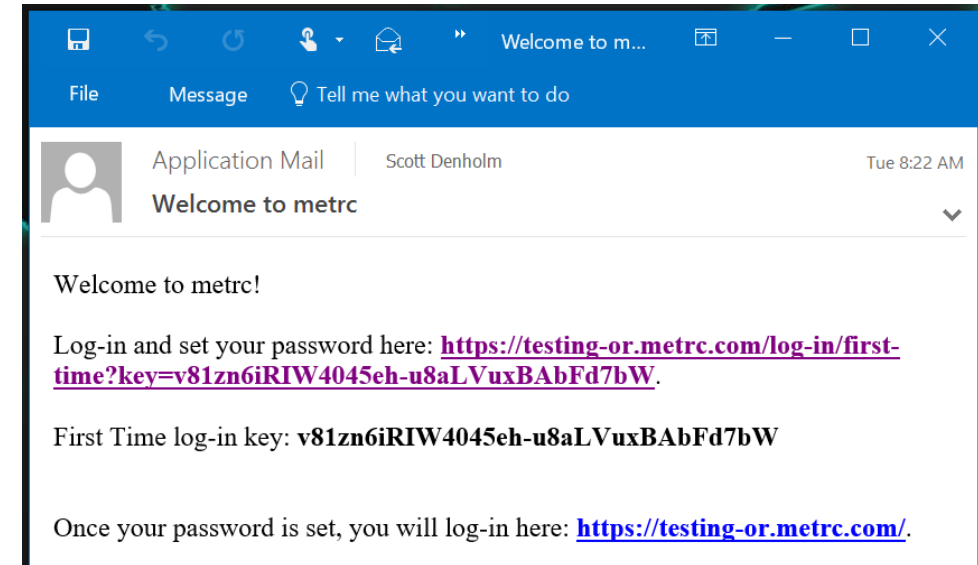 Welcome to m...
File Message Tell me what you want to do
Application Mail Scott Denholm Tue 8:22 AM
Welcome to metrc
Welcome to metrc!
Log-in and set your password here: https://testing-or.metrc.com/log-in/first-
time?key=v81zn6iRIW4045eh-u8aLVuxBAbFd7bW.
First Time log-in key: v81zn6iRIW4045eh-u8aLVuxBAbFd7bW
Once your password is set, you will log-in here: https://testing-or.metrc.com/.